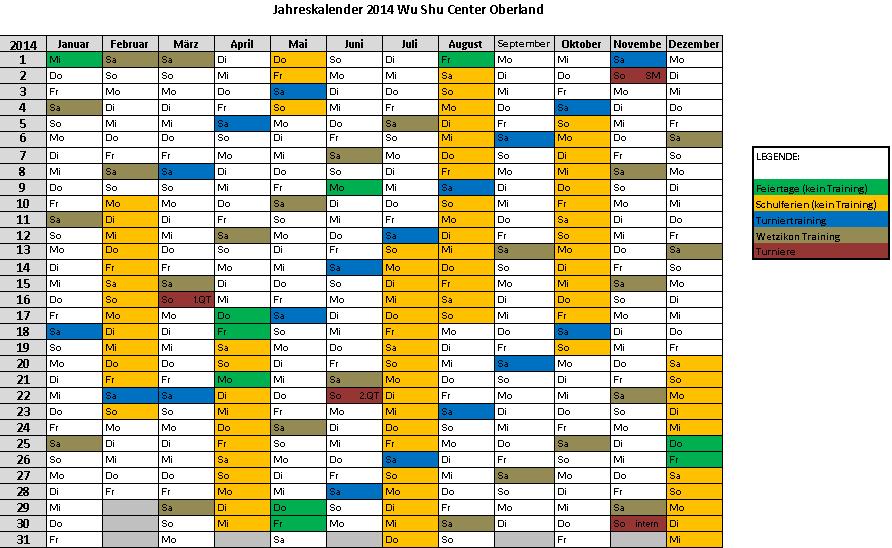 Jahreskalender 2014 Wu Shu Center Oberland
2014 Januar Februar März April Mai Juni Juli August September Oktober Novembe Dezember
1 Mi Sa Sa Di Do So Di Fr Mo Mi Sa Mo
2 Do So So Mi Fr Mo Mi Sa Di Do So SM Di
3 Fr Mo Mo Do Sa Di Do So Mi Fr Mo Mi
4 Sa Di Di Fr So Mi Fr Mo Do Sa Di Do
5 So Mi Mi Sa Mo Do Sa Di Fr So Mi Fr
6 Mo Do Do So Di Fr So Mi Sa Mo Do Sa
7 Di Fr Fr Mo Mi Sa Mo Do So Di Fr So
8 Mi Sa Sa Di Do So Di Fr Mo Mi Sa Mo
9 Do So So Mi Fr Mo Mi Sa Di Do So Di
10 Fr Mo Mo Do Sa Di Do So Mi Fr Mo Mi
11 Sa Di Di Fr So Mi Fr Mo Do Sa Di Do
12 So Mi Mi Sa Mo Do Sa Di Fr So Mi Fr
13 Mo Do Do So Di Fr So Mi Sa Mo Do Sa
14 Di Fr Fr Mo Mi Sa Mo Do So Di Fr So
15 Mi Sa Sa Di Do So Di Fr Mo Mi Sa Mo
16 Do So So 1.QT Mi Fr Mo Mi Sa Di Do So Di
17 Fr Mo Mo Do Sa Di Do So Mi Fr Mo Mi
18 Sa Di Di Fr So Mi Fr Mo Do Sa Di Do
19 So Mi Mi Sa Mo Do Sa Di Fr So Mi Fr
20 Mo Do Do So Di Fr So Mi Sa Mo Do Sa
21 Di Fr Fr Mo Mi Sa Mo Do So Di Fr So
22 Mi Sa Sa Di Do So 2.QT Di Fr Mo Mi Sa Mo
23 Do So So Mi Fr Mo Mi Sa Di Do So Di
24 Fr Mo Mo Do Sa Di Do So Mi Fr Mo Mi
25 Sa Di Di Fr So Mi Fr Mo Do Sa Di Do
26 So Mi Mi Sa Mo Do Sa Di Fr So Mi Fr
27 Mo Do Do So Di Fr So Mi Sa Mo Do Sa
28 Di Fr Fr Mo Mi Sa Mo Do So Di Fr So
29 Mi Sa Di Do So Di Fr Mo Mi Sa Mo
30 Do So Mi Fr Mo Mi Sa Di Do So intern Di
31 Fr Mo Sa Do So Fr Mi
LEGENDE:
Feiertage (kein Training)
Schulferien (kein Training)
Turniertraining
Wetzikon Training
Turniere